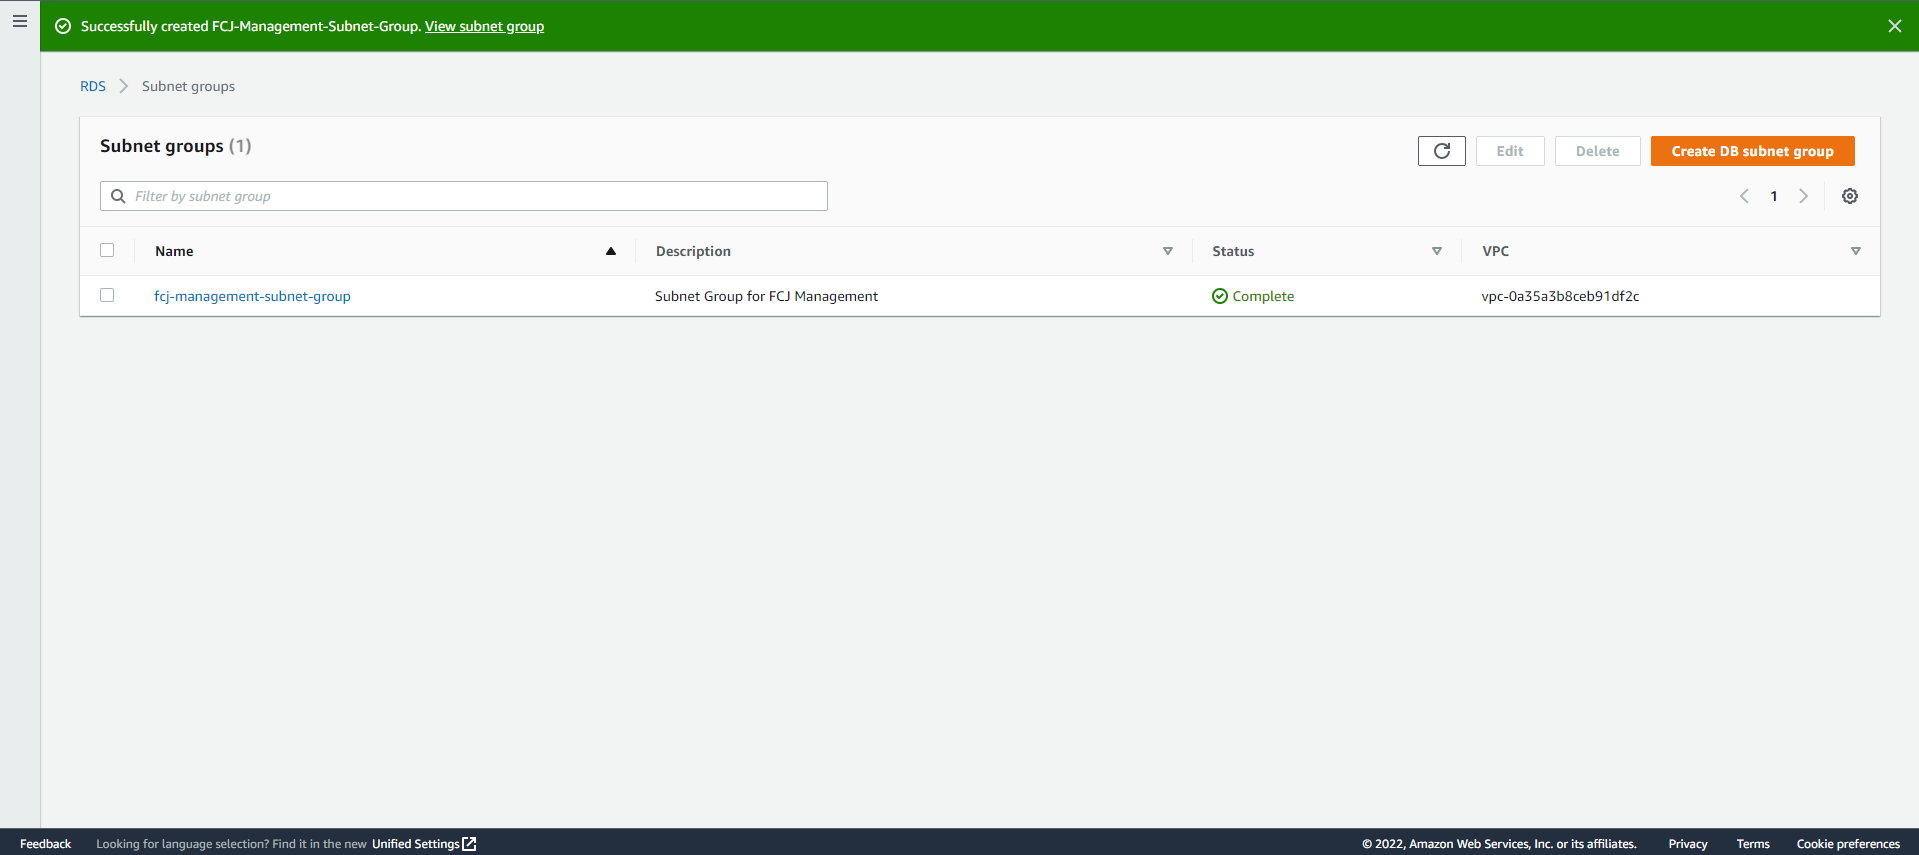 Successfully created FCJ-Management-Subnet-Group. View subnet group
RDS
Subnet groups
Subnet groups (1)
Edit
Delete
Create DB subnet group
Filter by subnet group
1
Name
Description
Status
VPC
fcj-management-subnet-group
Subnet Group for FCJ Management
Complete
vpc-0a35a3b8ceb91df2c
Feedback
Looking for language selection? Find it in the new Unified Settings
© 2022, Amazon Web Services, Inc. or its affiliates.
Privacy
Terms
Cookie preferences